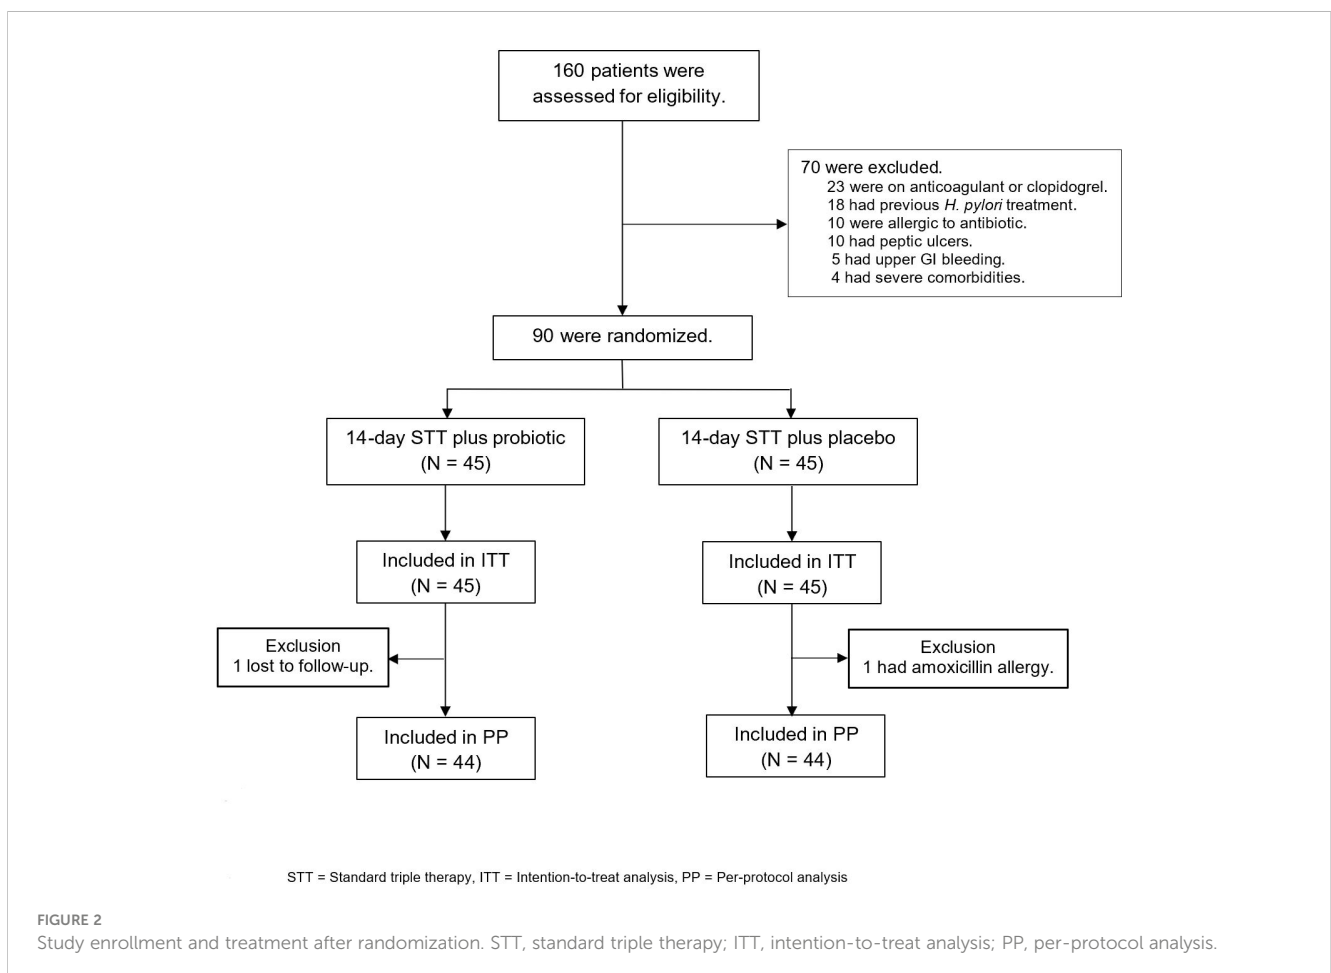 160 patients were
assessed for eligibility.
70 were excluded.
23 were on anticoagulant or clopidogrel.
18 had previous H. pylori treatment.
10 were allergic to antibiotic.
10 had peptic ulcers.
5 had upper GI bleeding.
4 had severe comorbidities.
90 were randomized.
14-day STT plus probiotic
(N = 45)
14-day STT plus placebo
(N = 45)
Included in ITT
(N = 45)
Included in ITT
(N = 45)
Exclusion
1 lost to follow-up.
Exclusion
1 had amoxicillin allergy.
Included in PP
(N = 44)
Included in PP
(N = 44)
STT = Standard triple therapy, ITT = Intention-to-treat analysis, PP = Per-protocol analysis
FIGURE 2
Study enrollment and treatment after randomization. STT, standard triple therapy; ITT, intention-to-treat analysis; PP, per-protocol analysis.